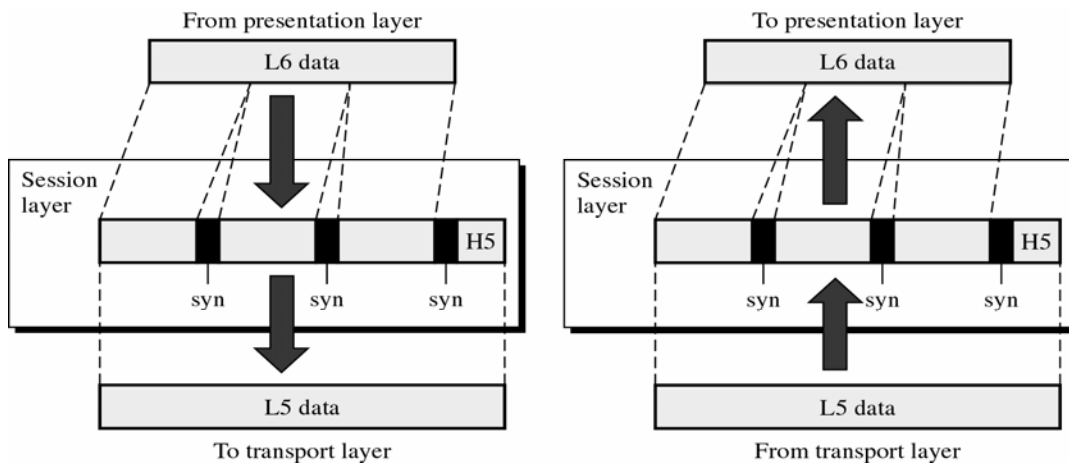 From presentation layer
L6 data
Session
layer
H5
syn syn syn
L5 data
To transport layer
To presentation layer
L6 data
Session
layer
H5
syn syn syn
L5 data
From transport layer